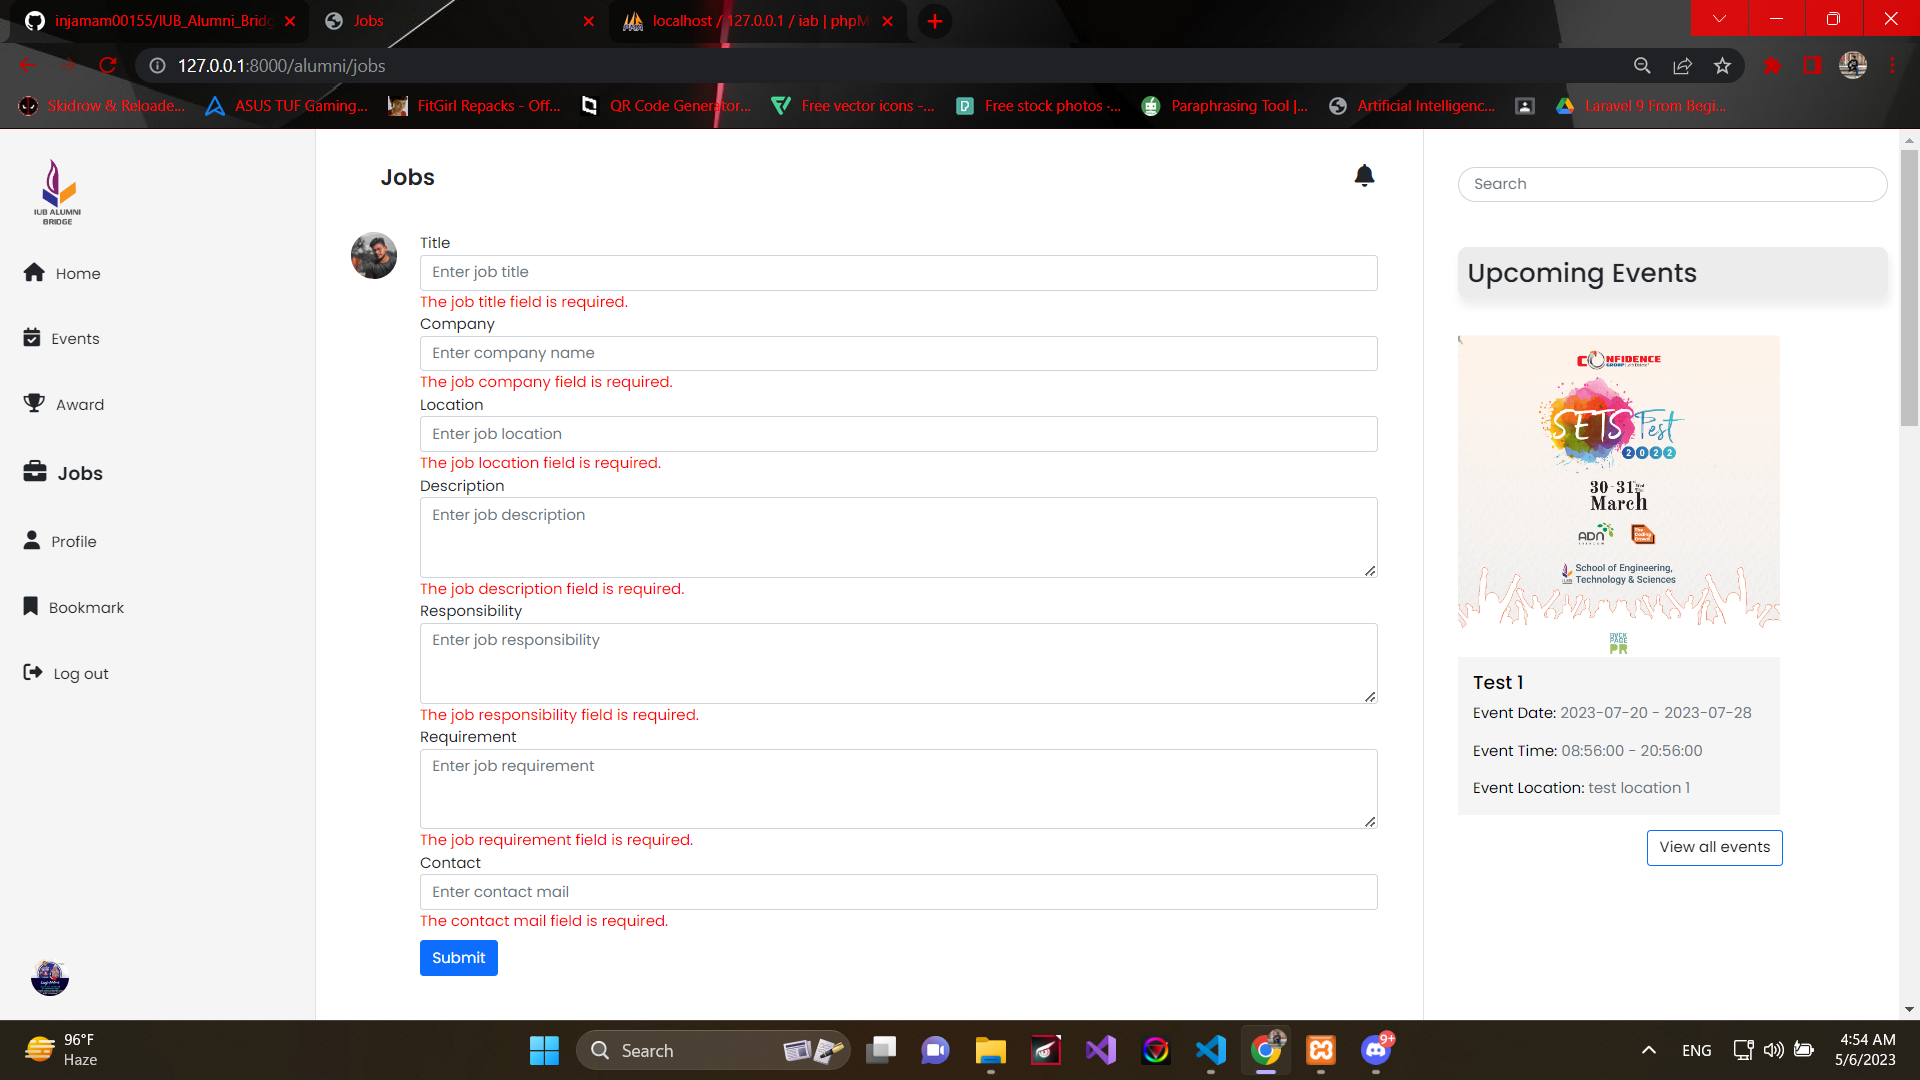 injamam00155/IUB_Alumni_Bridg
Jobs
localhost / 127.0.0.1 / iab | phpM
127.0.0.1:8000/alumni/jobs
Skidrow & Reloade...
ASUS TUF Gaming...
FitGirl Repacks - Off...
QR Code Generator...
Free vector icons -...
Free stock photos -...
Paraphrasing Tool |...
Artificial Intelligenc...
Laravel 9 From Begi...
IUB ALUMNI
BRIDGE
Home
Events
Award
Jobs
Profile
Bookmark
Log out
Jobs
Title
Enter job title
The job title field is required.
Company
Enter company name
The job company field is required.
Location
Enter job location
The job location field is required.
Description
Enter job description
The job description field is required.
Responsibility
Enter job responsibility
The job responsibility field is required.
Requirement
Enter job requirement
The job requirement field is required.
Contact
Enter contact mail
The contact mail field is required.
Submit
Search
Upcoming Events
CONFIDENCE
GROUP
SETS Fest
2022
30-31
March
ADN
School of Engineering,
Technology & Sciences
PR
Test 1
Event Date: 2023-07-20 - 2023-07-28
Event Time: 08:56:00 - 20:56:00
Event Location: test location 1
View all events
96°F
Haze
Search
9+
ENG
4:54 AM
5/6/2023